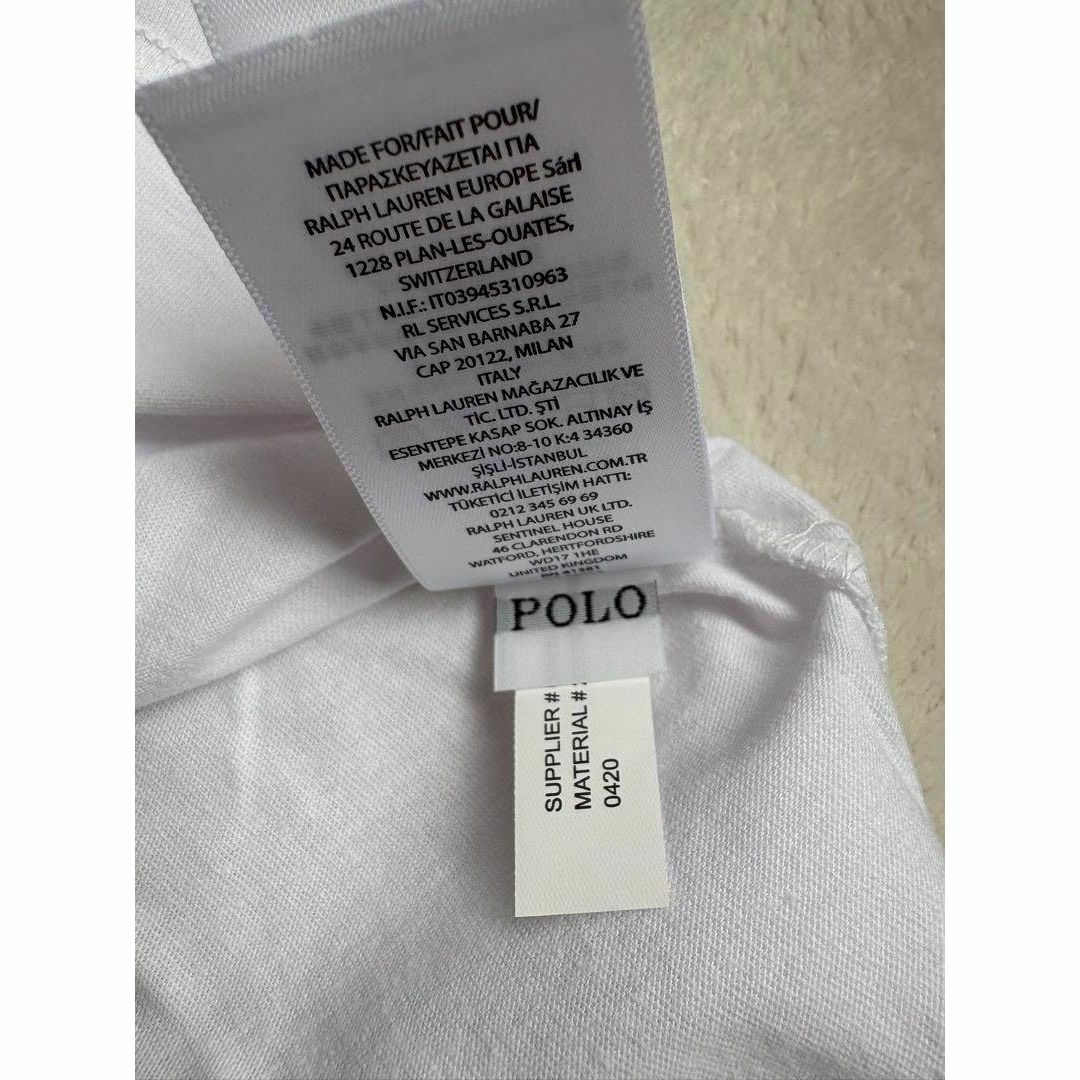 MADE FOR/FAIT POUR/
ΠΑΡΑΣΚΕΥΑΖΕΤΑΙ ΓΙΑ
RALPH LAUREN EUROPE Sárl
24 ROUTE DE LA GALAISE
1228 PLAN-LES-OUATES,
SWITZERLAND
N.I.F.: IT03945310963
RL SERVICES S.R.L.
VIA SAN BARNABA 27
CAP 20122, MILAN
ITALY
RALPH LAUREN MAĞAZACILIK VE
TIC. LTD. ŞTİ
ESENTEPE KASAP SOK. ALTINAY İŞ
MERKEZİ NO:8-10 K:4 34360
ŞİŞLİ-İSTANBUL
WWW.RALPHLAUREN.COM.TR
TÜKETİCİ İLETİŞİM HATTI:
0212 345 69 69
RALPH LAUREN UK LTD.
SENTINEL HOUSE
46 CLARENDON RD
WATFORD, HERTFORDSHIRE
WD17 1HE
UNITED KINGDOM
POLO
SUPPLIER #
MATERIAL #
0420